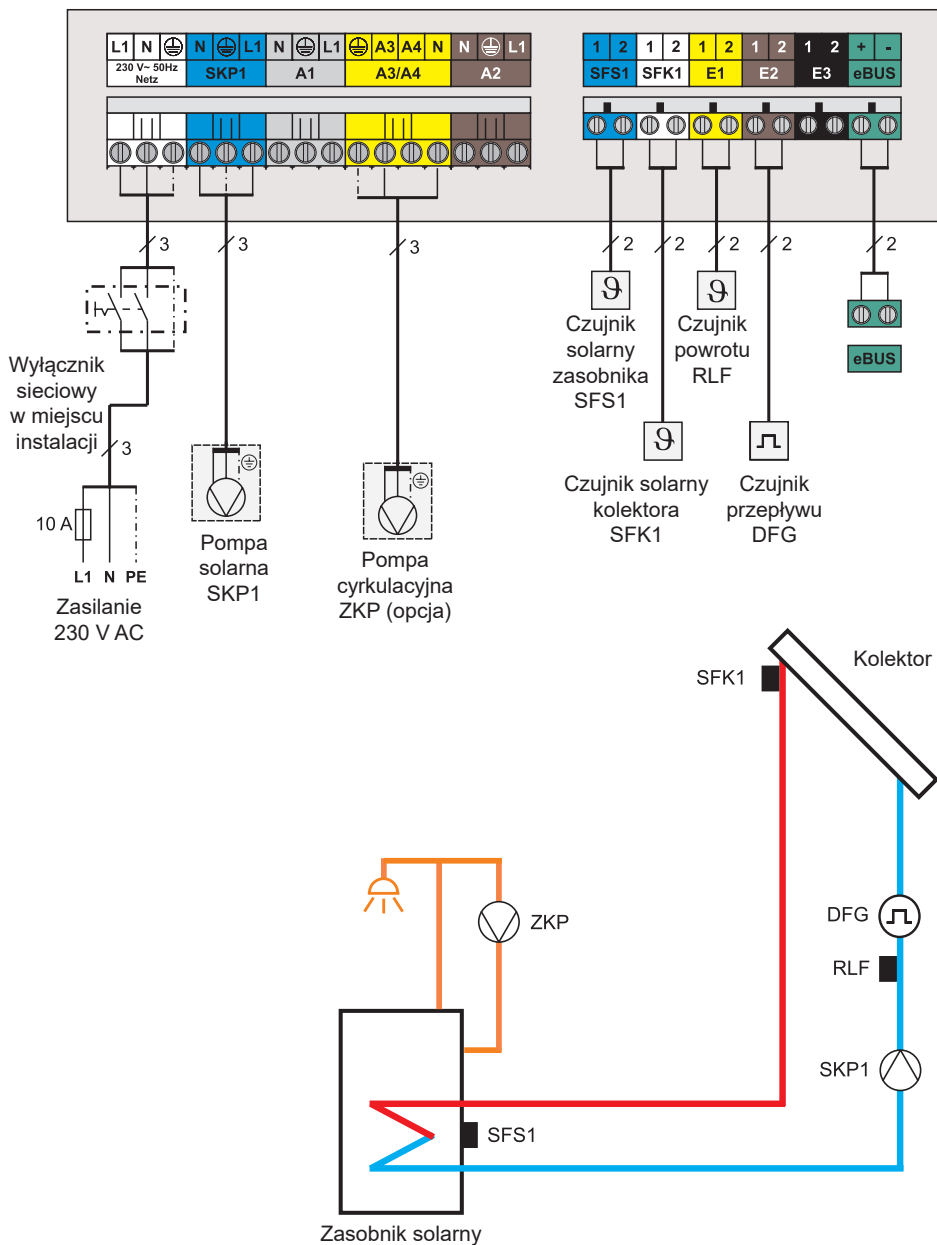 L1 N N L1 N L1 A3 A4 N N L1
230 V~ 50Hz
Netz
SKP1 A1 A3/A4 A2
1 2 1 2 1 2 1 2 1 2 + -
SFS1 SFK1 E1 E2 E3 eBUS
3 3 3 2 2 2 2 2
Wyłącznik
sieciowy
w miejscu
instalacji
3
10 A
L1 N PE
Zasilanie
230 V AC
Pompa
solarna
SKP1
Pompa
cyrkulacyjna
ZKP (opcja)
ϑ
Czujnik
solarny
zasobnika
SFS1
ϑ
Czujnik
powrotu
RLF
eBUS
ϑ
Czujnik solarny
kolektora
SFK1
Czujnik
przepływu
DFG
SFK1
Kolektor
ZKP
DFG
RLF
SKP1
SFS1
Zasobnik solarny